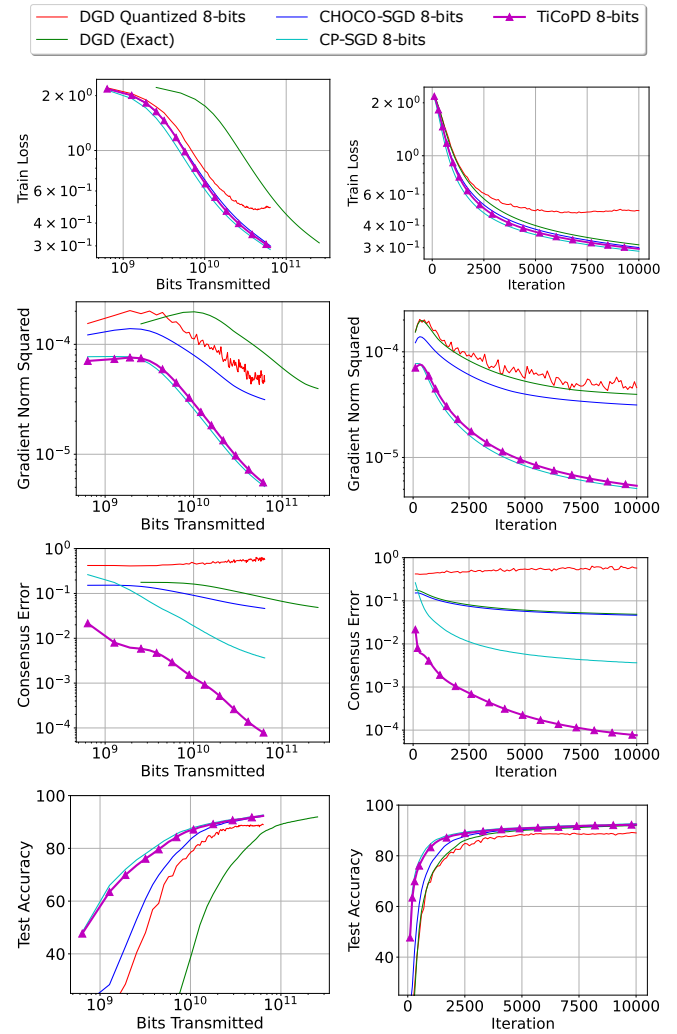 DGD Quantized 8-bits
CHOCO-SGD 8-bits
TiCoPD 8-bits
DGD (Exact)
CP-SGD 8-bits
Train Loss
2 × 10⁰
10⁰
6 × 10⁻¹
4 × 10⁻¹
3 × 10⁻¹
10⁹ 10¹⁰ 10¹¹
Bits Transmitted
Train Loss
2 × 10⁰
10⁰
6 × 10⁻¹
4 × 10⁻¹
3 × 10⁻¹
0 2500 5000 7500 10000
Iteration
Gradient Norm Squared
10⁻⁴
10⁻⁵
10⁹ 10¹⁰ 10¹¹
Bits Transmitted
Gradient Norm Squared
10⁻⁴
10⁻⁵
0 2500 5000 7500 10000
Iteration
Consensus Error
10⁰
10⁻¹
10⁻²
10⁻³
10⁻⁴
10⁹ 10¹⁰ 10¹¹
Bits Transmitted
Consensus Error
10⁰
10⁻¹
10⁻²
10⁻³
10⁻⁴
0 2500 5000 7500 10000
Iteration
Test Accuracy
100
80
60
40
10⁹ 10¹⁰ 10¹¹
Bits Transmitted
Test Accuracy
100
80
60
40
0 2500 5000 7500 10000
Iteration